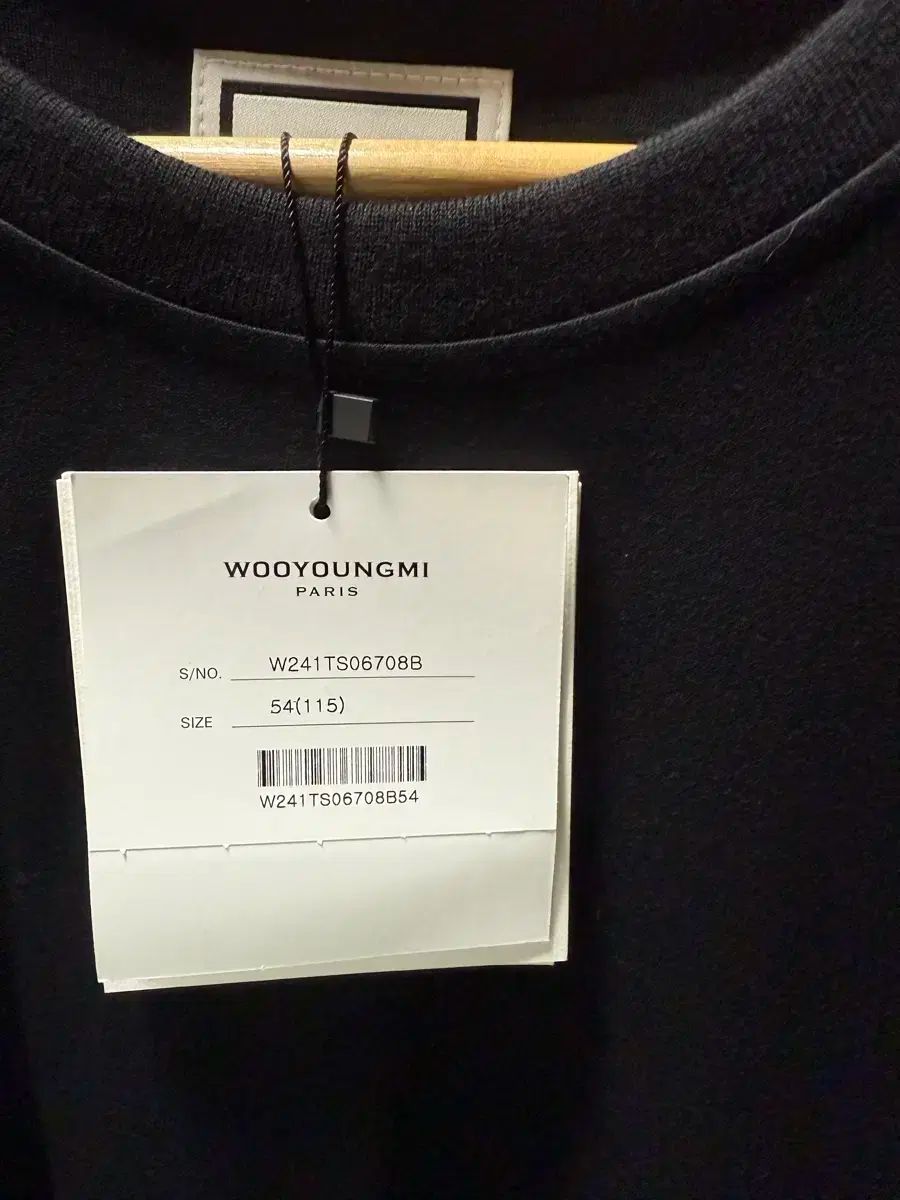 WOOYOUNGMI
PARIS
S/NO. W241TS06708B
SIZE 54(115)
W241TS06708B54